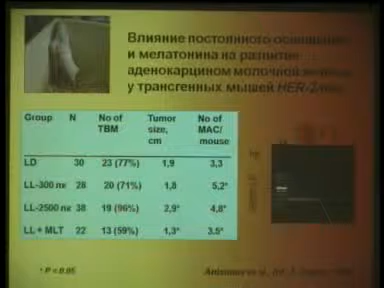 Влияние постоянного освещения
и мелатонина на развитие
аденокарцином молочной железы
у трансгенных мышей HER-2/neu
Group N No of TBM Tumor size, cm No of MAC/ mouse
LD 30 23 (77%) 1,9 3,3
LL-300 лк 28 20 (71%) 1,8 5,2*
LL-2500 лк 38 19 (96%) 2,9* 4,8*
LL + MLT 22 13 (59%) 1,3* 3.5*
* P < 0.05